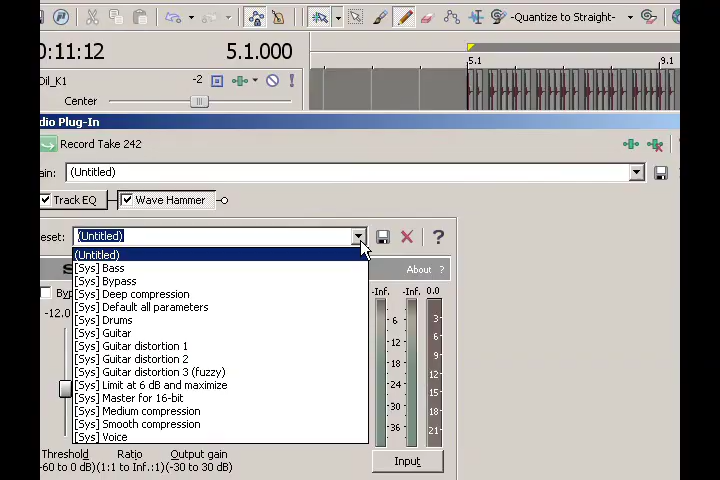 -Quantize to Straight-
0:11:12
5.1.000
5.1
9.1
Dil_K1
-2
Center
dio Plug-In
Record Take 242
ain:
(Untitled)
Track EQ
Wave Hammer
eset:
(Untitled)
(Untitled)
[Sys] Bass
[Sys] Bypass
[Sys] Deep compression
[Sys] Default all parameters
[Sys] Drums
[Sys] Guitar
[Sys] Guitar distortion 1
[Sys] Guitar distortion 2
[Sys] Guitar distortion 3 (fuzzy)
[Sys] Limit at 6 dB and maximize
[Sys] Master for 16-bit
[Sys] Medium compression
[Sys] Smooth compression
[Sys] Voice
S
About ?
Byp
-12.0
-Inf. -Inf. 0.0
6
12
18
24
30
3
6
9
12
15
18
21
Threshold Ratio Output gain
-60 to 0 dB) (1:1 to Inf.:1) (-30 to 30 dB)
Input